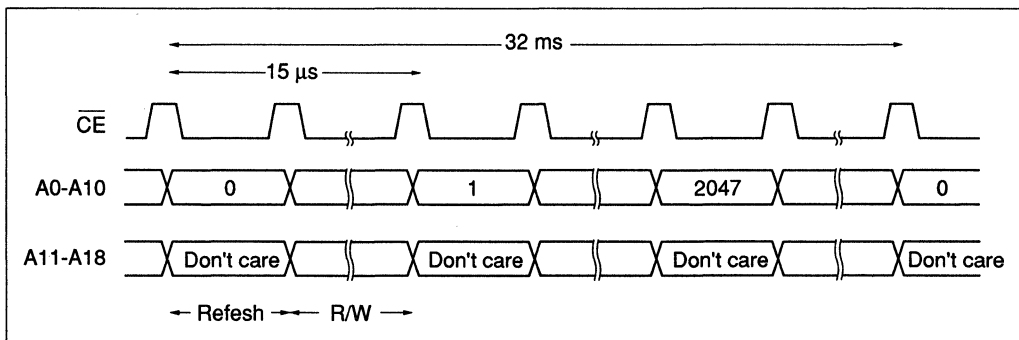 32 ms
15 μs
CE
A0-A10 0 1 2047 0
A11-A18 Don't care Don't care Don't care Don't care
Refesh R/W